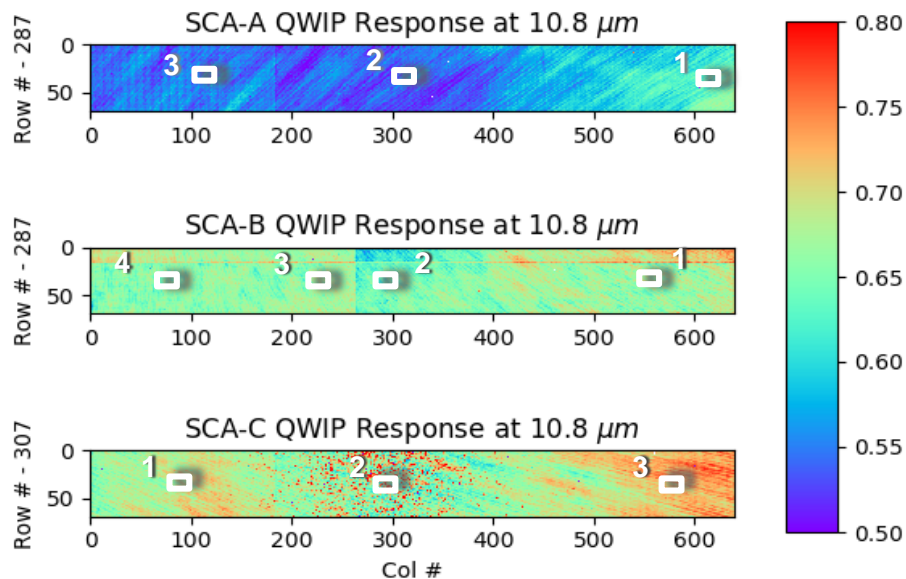 SCA-A QWIP Response at 10.8 μm
Row # - 287
0
50
3
2
1
0 100 200 300 400 500 600
SCA-B QWIP Response at 10.8 μm
Row # - 287
0
50
4
3
2
1
0 100 200 300 400 500 600
SCA-C QWIP Response at 10.8 μm
Row # - 307
0
50
1
2
3
0 100 200 300 400 500 600
Col #
0.80
0.75
0.70
0.65
0.60
0.55
0.50